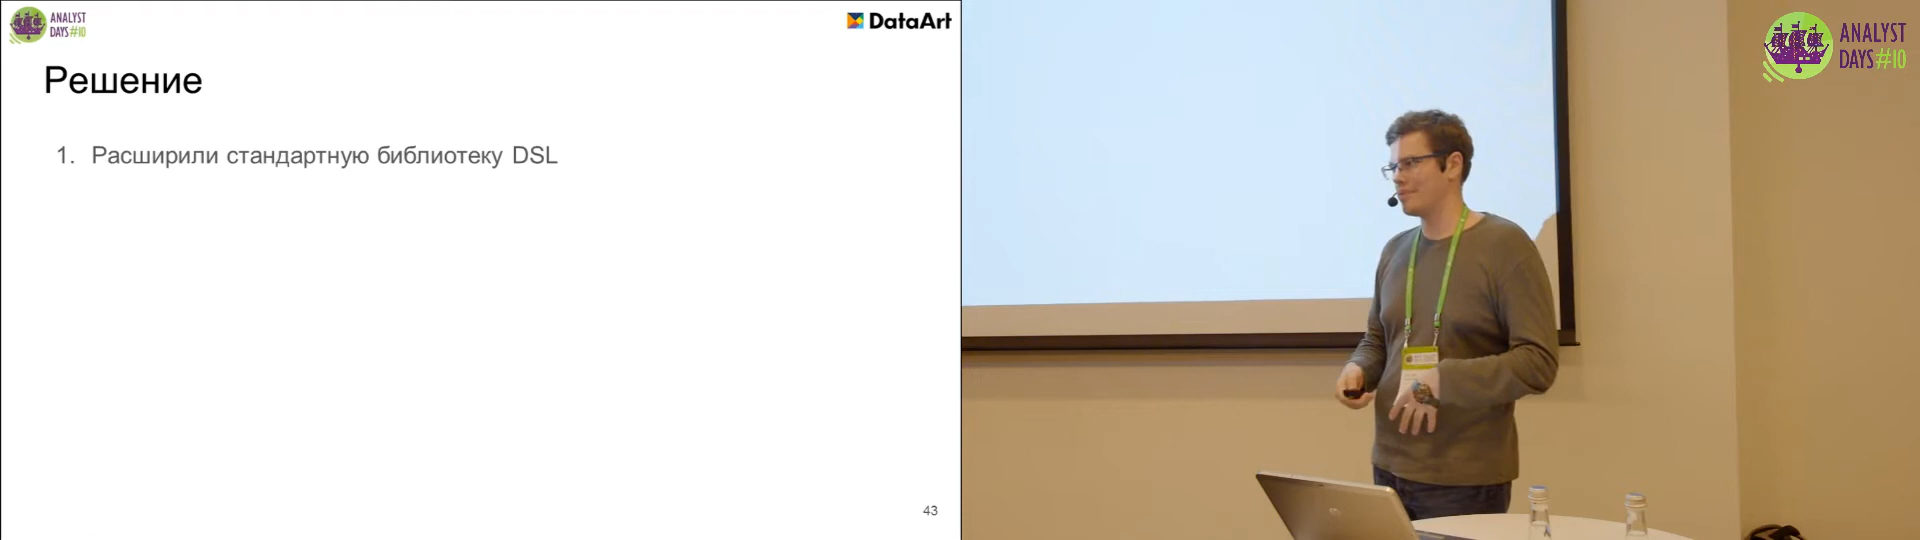 ANALYST
DAYS#10
DataArt
Решение
1. Расширили стандартную библиотеку DSL
43
ANALYST
DAYS#10